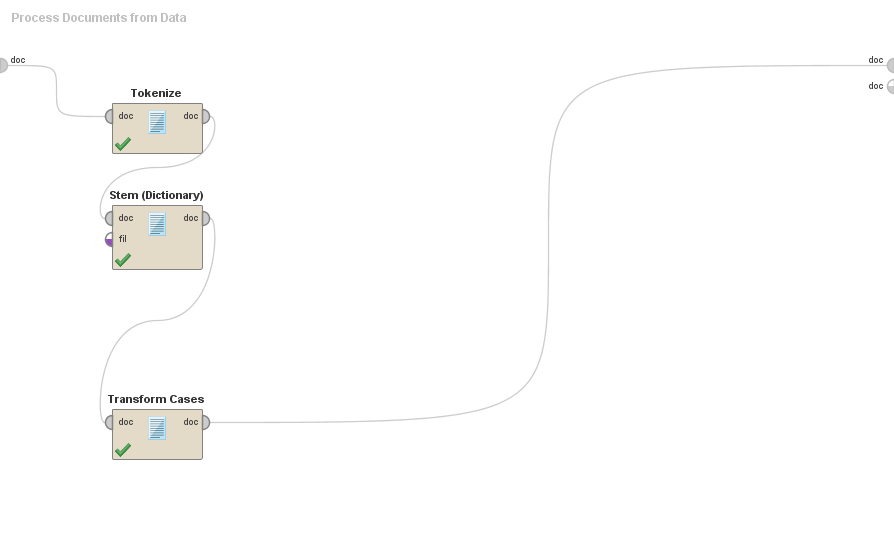 Process Documents from Data
doc
doc
doc
Tokenize
doc
doc
Stem (Dictionary)
doc
doc
fil
Transform Cases
doc
doc